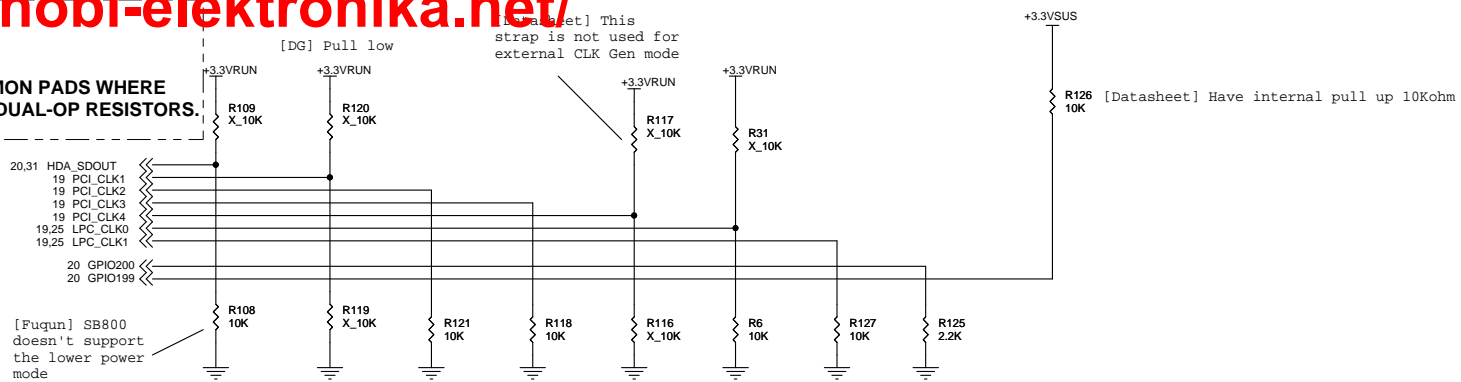 nobi-elektronika.net/
[Datasheet] This
strap is not used for
external CLK Gen mode
[DG] Pull low
+3.3VSUS
MON PADS WHERE
DUAL-OP RESISTORS.
+3.3VRUN
+3.3VRUN
+3.3VRUN
+3.3VRUN
R109
X_10K
R120
X_10K
R117
X_10K
R31
X_10K
R126
10K
[Datasheet] Have internal pull up 10Kohm
20,31 HDA_SDOUT
19 PCI_CLK1
19 PCI_CLK2
19 PCI_CLK3
19 PCI_CLK4
19,25 LPC_CLK0
19,25 LPC_CLK1
20 GPIO200
20 GPIO199
[Fuqun] SB800
doesn't support
the lower power
mode
R108
10K
R119
X_10K
R121
10K
R118
10K
R116
X_10K
R6
10K
R127
10K
R125
2.2K